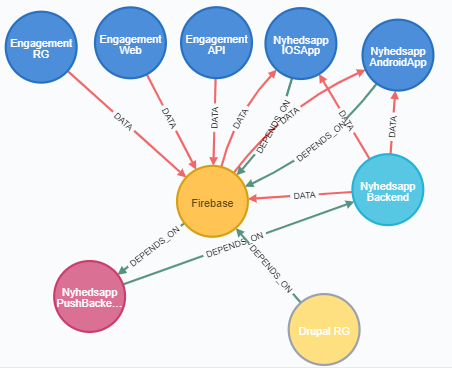 Engagement
RG
Engagement
Web
Engagement
API
Nyhedsapp
IOSApp
Nyhedsapp
AndroidApp
DATA
DATA
DATA
DATA
DEPENDS_ON
DATA
DEPENDS_ON
DATA
DATA
Firebase
DATA
Nyhedsapp
Backend
DEPENDS_ON
DEPENDS_ON
DEPENDS_ON
Nyhedsapp
PushBacke...
Drupal RG